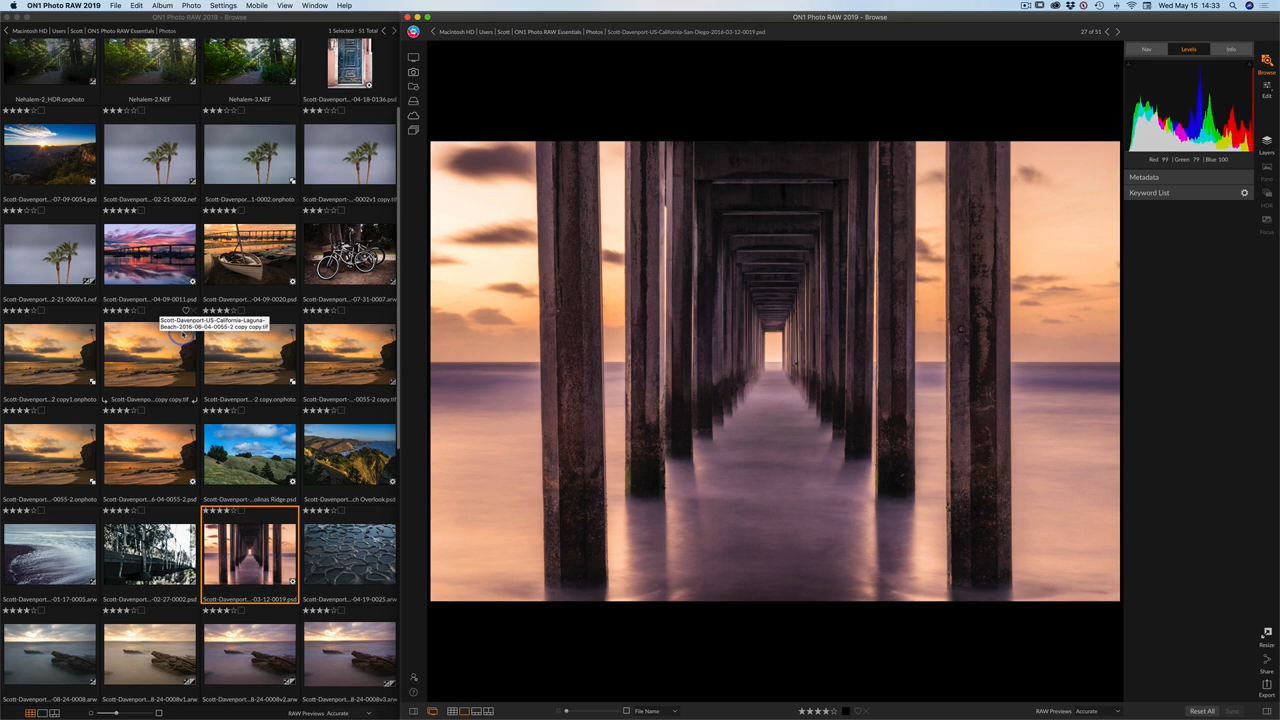 ON1 Photo RAW 2019 File Edit Album Photo Settings Mobile View Window Help
Wed May 15 14:33
ON1 Photo RAW 2019 - Browse
Macintosh HD | Users | Scott | ON1 Photo RAW Essentials | Photos
1 Selected - 51 Total
Nehalem-2_HDR.onphoto Nehalem-2.NEF Nehalem-3.NEF Scott-Davenport...-04-18-0136.psd
Scott-Davenport...-07-09-0054.psd Scott-Davenport...-02-21-0002.nef Scott-Davenport...1-0002.onphoto Scott-Davenport-...-0002v1 copy.tif
Scott-Davenport...2-21-0002v1.nef Scott-Davenport...-04-09-0011.psd Scott-Davenport...-04-09-0020.psd Scott-Davenport...-07-31-0007.arw
Scott-Davenport-US-California-Laguna-
Beach-2016-06-04-0055-2 copy copy.tif
Scott-Davenport...2 copy1.onphoto Scott-Davenpo...copy copy.tif Scott-Davenport...-2 copy.onphoto Scott-Davenport-...-0055-2 copy.tif
Scott-Davenport...-0055-2.onphoto Scott-Davenport...6-04-0055-2.psd Scott-Davenport-...olinas Ridge.psd Scott-Davenport...ch Overlook.psd
Scott-Davenport...-01-17-0005.arw Scott-Davenport...-02-27-0002.psd Scott-Davenport...-03-12-0019.psd Scott-Davenport...-04-19-0025.arw
Scott-Davenport...-08-24-0008.arw Scott-Davenport...8-24-0008v1.arw Scott-Davenport...8-24-0008v2.arw Scott-Davenport...8-24-0008v3.arw
RAW Previews Accurate
ON1 Photo RAW 2019 - Browse
Macintosh HD | Users | Scott | ON1 Photo RAW Essentials | Photos | Scott-Davenport-US-California-San-Diego-2016-03-12-0019.psd
27 of 51
Nav Levels Info
Red 99 | Green 79 | Blue 100
Metadata
Keyword List
Browse
Edit
Layers
Pano
HDR
Focus
Resize
Share
Export
File Name
RAW Previews Accurate
Reset All Sync